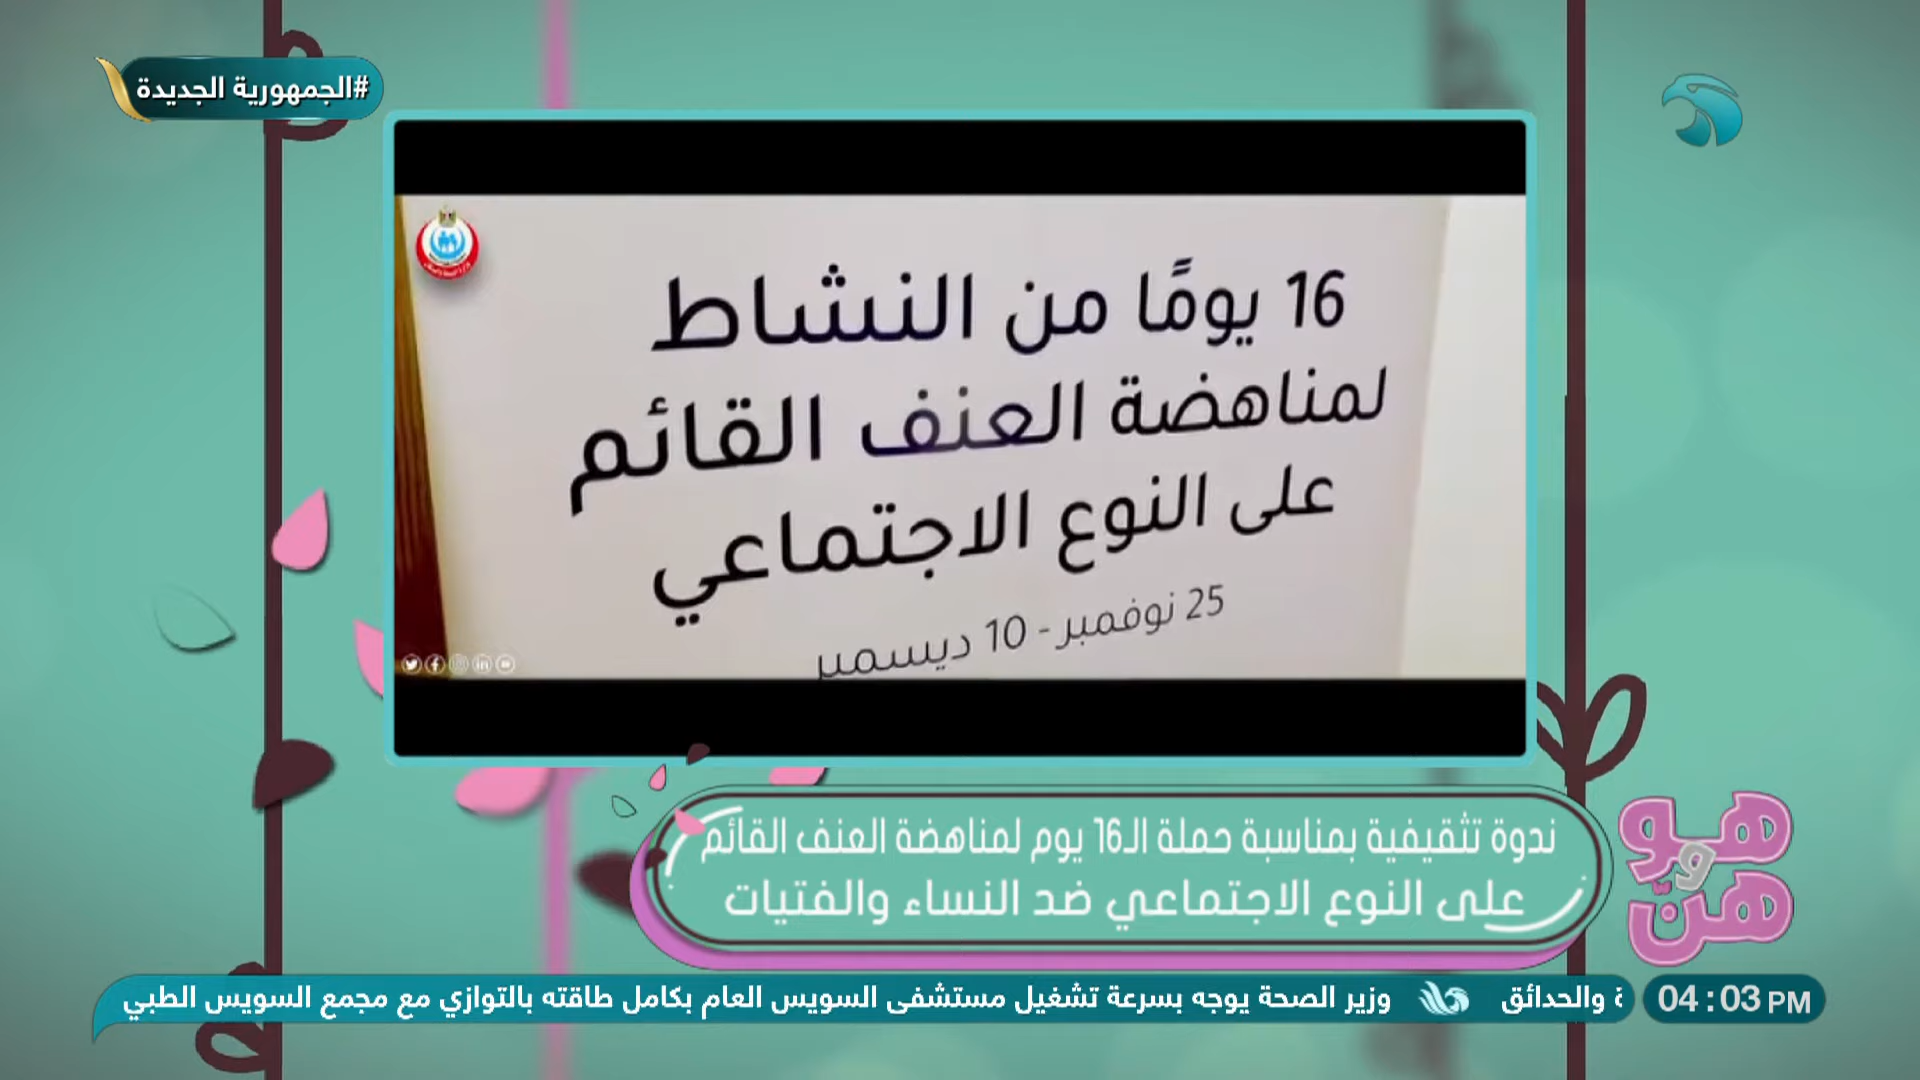 #الجمهورية الجديدة
16 يومًا من النشاط
لمناهضة العنف القائم
على النوع الاجتماعي
25 نوفمبر - 10 ديسمبر
ندوة تثقيفية بمناسبة حملة الـ16 يوم لمناهضة العنف القائم
على النوع الاجتماعي ضد النساء والفتيات
هو
و
هن
ة والحدائق
وزير الصحة يوجه بسرعة تشغيل مستشفى السويس العام بكامل طاقته بالتوازي مع مجمع السويس الطبي
04:03 PM